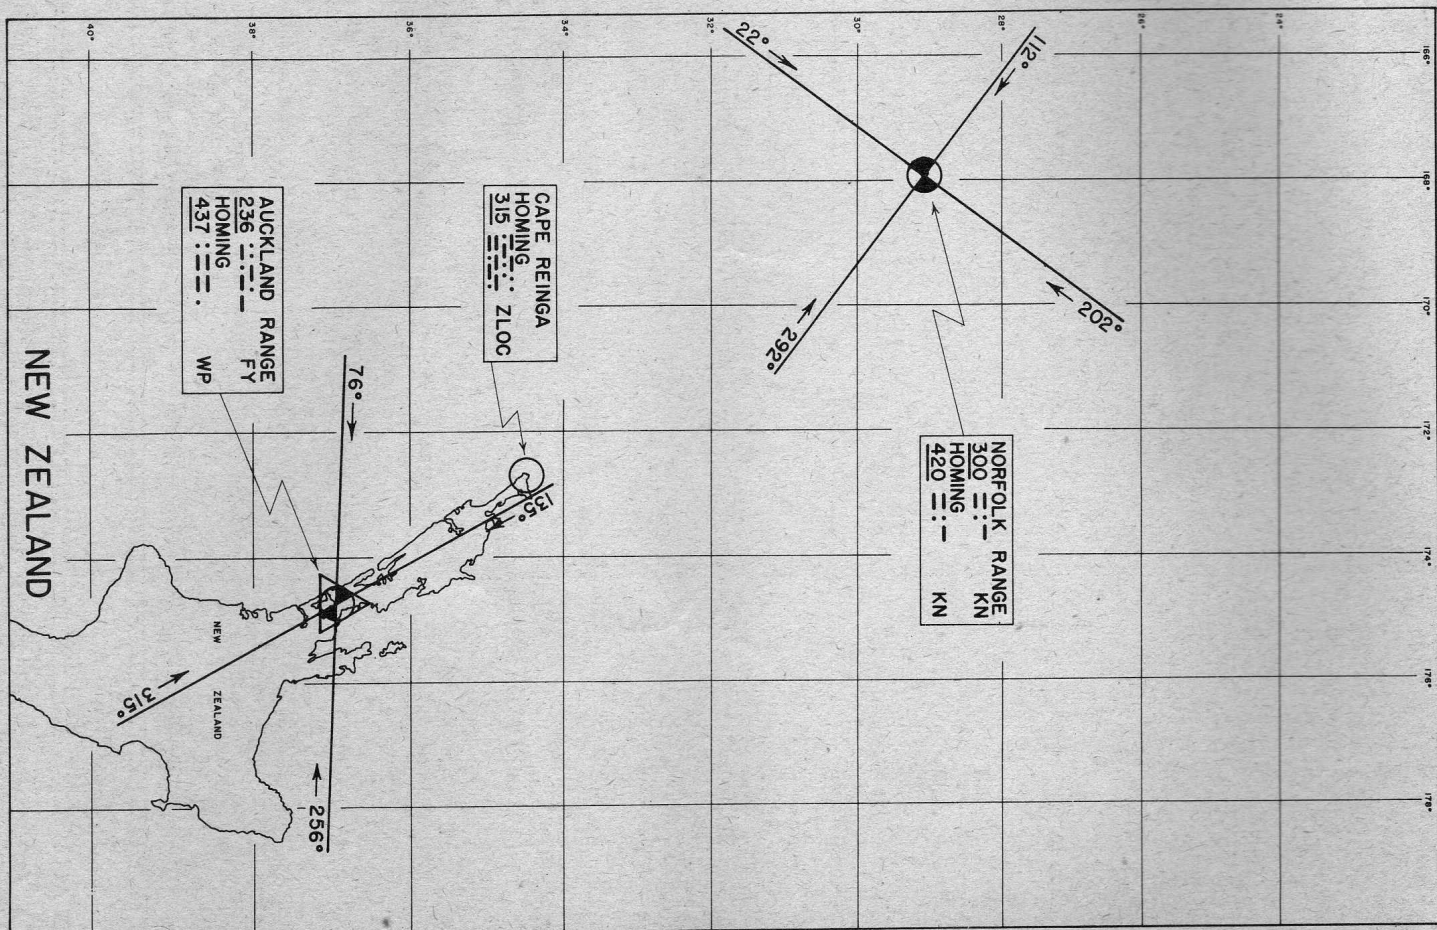 166°
168°
170°
172°
174°
176°
178°
24°
26°
28°
30°
32°
34°
36°
38°
40°
112°
22°
202°
292°
NORFOLK RANGE
300 KN
HOMING
420 KN
CAPE REINGA
HOMING
315 ZLOC
AUCKLAND RANGE
236 FY
HOMING
437 WP
135°
76°
256°
315°
NEW ZEALAND
NEW ZEALAND